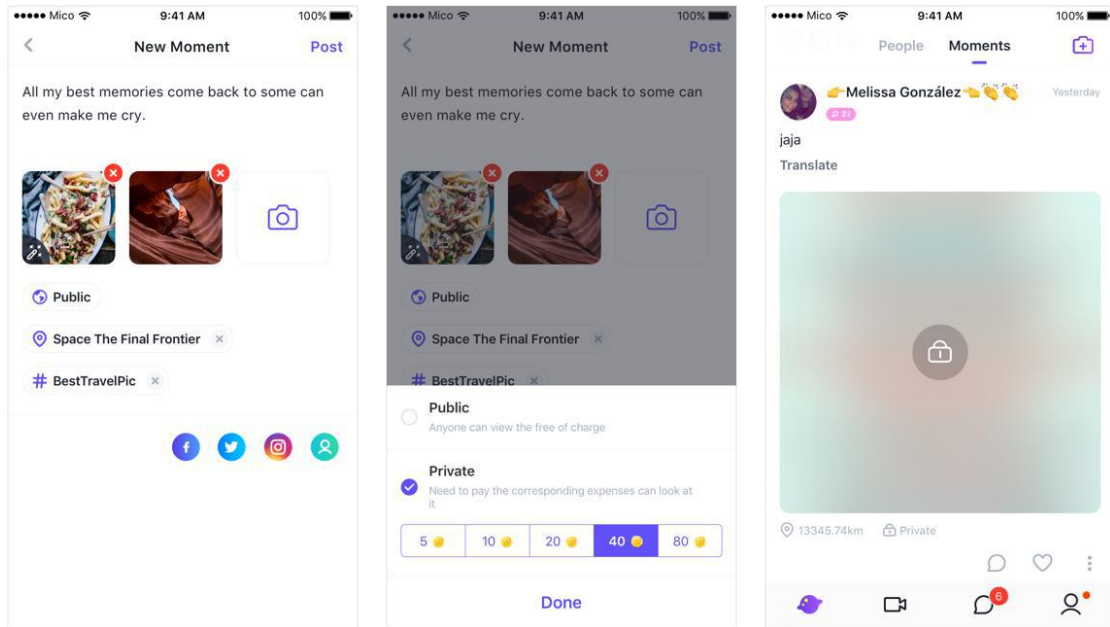 Mico 9:41 AM 100%
New Moment Post
All my best memories come back to some can
even make me cry.
Public
Space The Final Frontier
# BestTravelPic
Mico 9:41 AM 100%
New Moment Post
All my best memories come back to some can
even make me cry.
Public
Space The Final Frontier
# BestTravelPic
Public
Anyone can view the free of charge
Private
Need to pay the corresponding expenses can look at
it
5 10 20 40 80
Done
Mico 9:41 AM 100%
People Moments
👉Melissa González👈👏👏 Yesterday
22
jaja
Translate
13345.74km Private
6